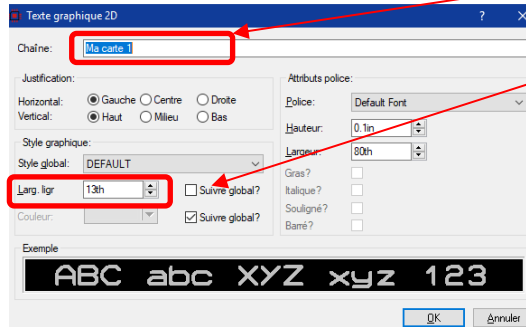 Texte graphique 2D ? ×
Chaîne: Ma carte 1
Justification: Attributs police:
Horizontal: Gauche Centre Droite Police: Default Font
Vertical: Haut Milieu Bas Hauteur: 0.1in
Style graphique: Largeur: 80th
Style global: DEFAULT Gras?
Larg. ligr 13th Suivre global? Italique?
Couleur: Suivre global? Souligné?
Barré?
Exemple
ABC abc XYZ xyz 123
OK Annuler